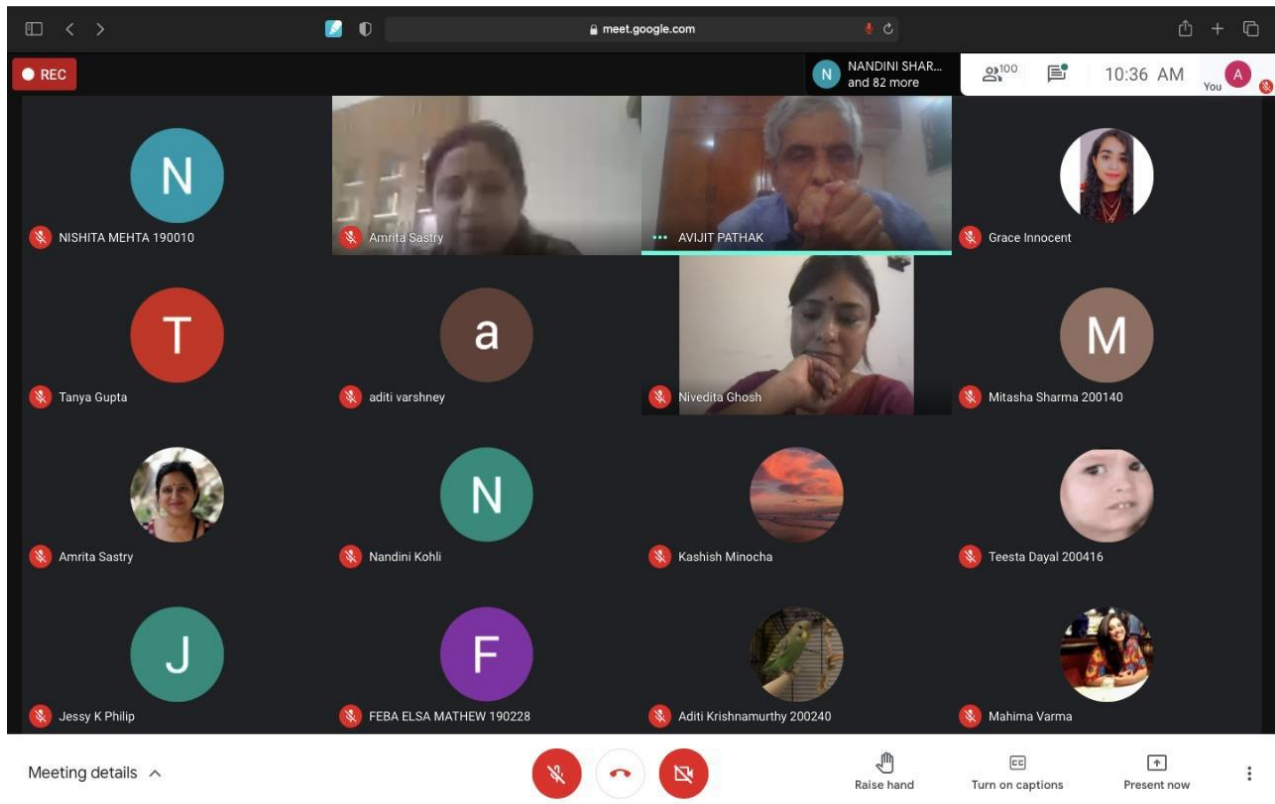 meet.google.com
REC
N
NANDINI SHAR...
and 82 more
100
10:36 AM
You
A
N
NISHITA MEHTA 190010
Amrita Sastry
AVIJIT PATHAK
Grace Innocent
T
Tanya Gupta
a
aditi varshney
Nivedita Ghosh
M
Mitasha Sharma 200140
Amrita Sastry
N
Nandini Kohli
Kashish Minocha
Teesta Dayal 200416
J
Jessy K Philip
F
FEBA ELSA MATHEW 190228
Aditi Krishnamurthy 200240
Mahima Varma
Meeting details
Raise hand
CC
Turn on captions
Present now